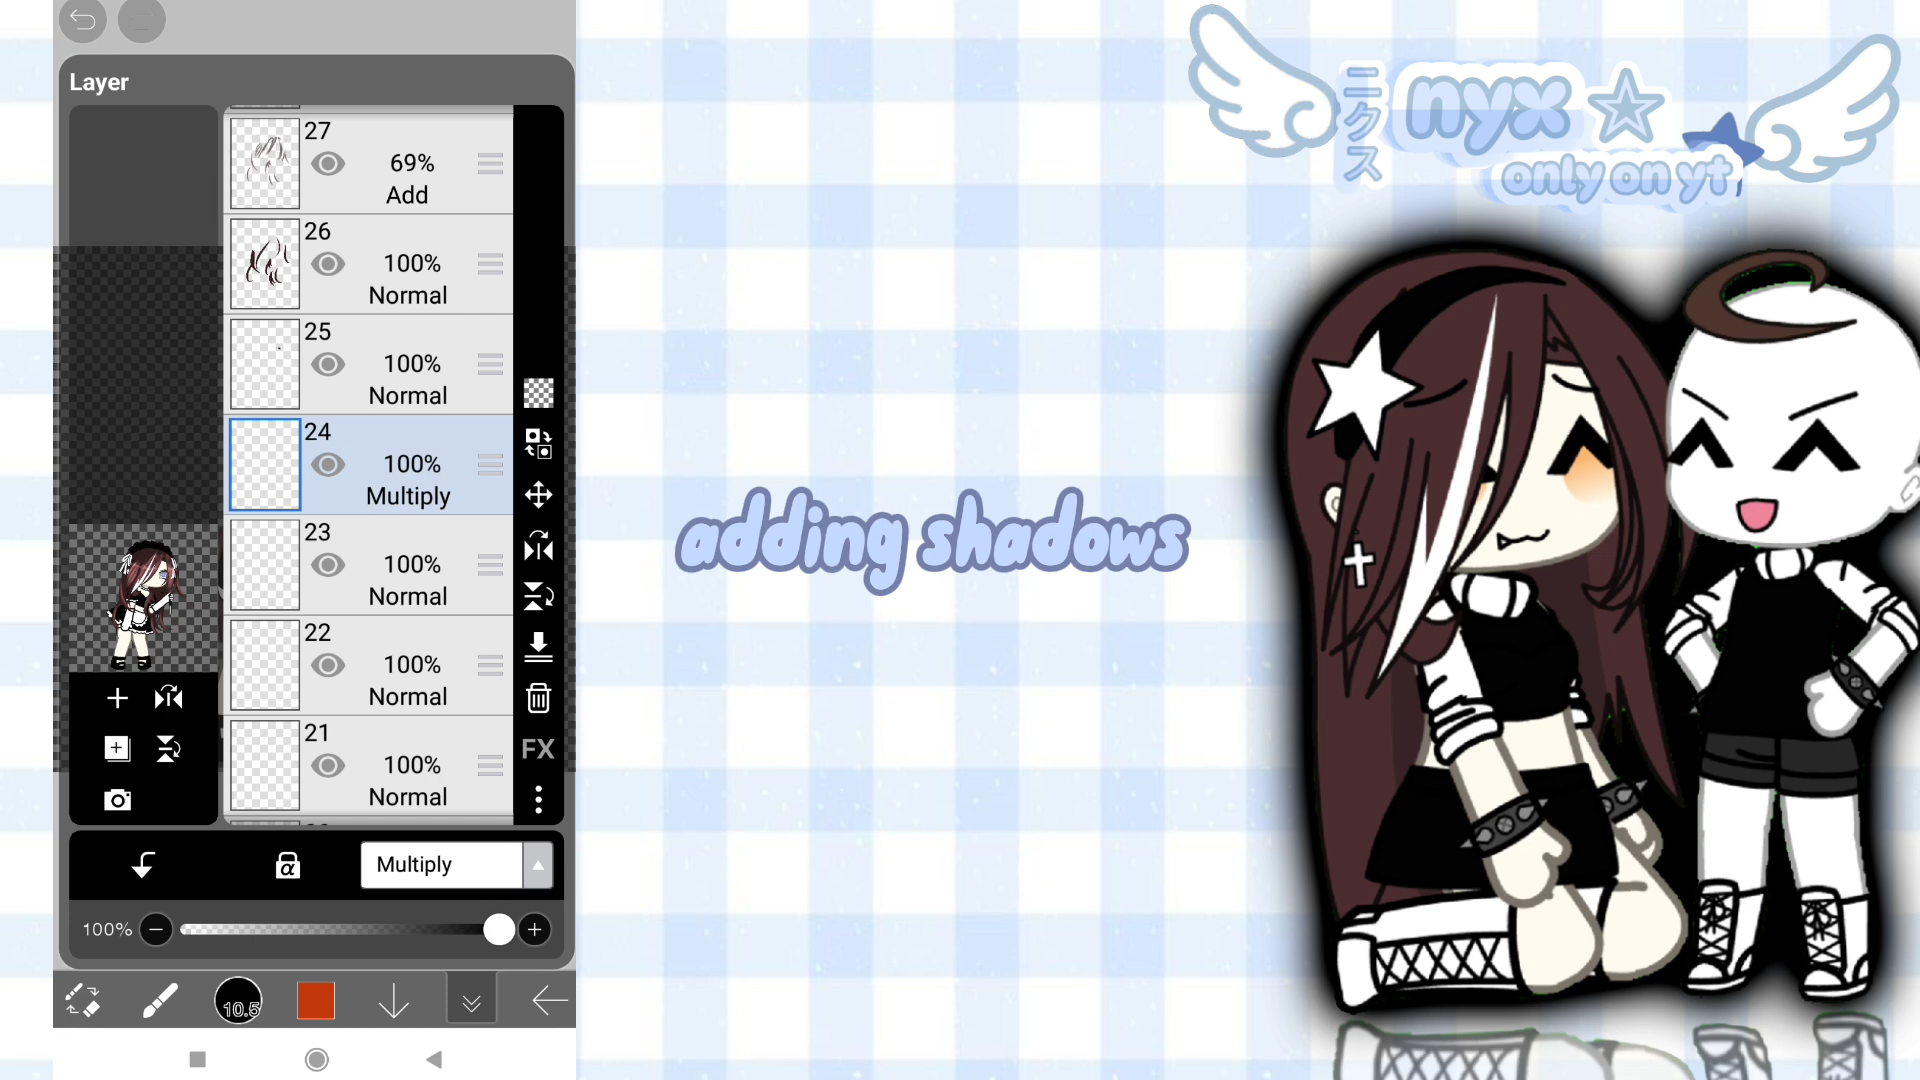 Layer
27
69%
Add
26
100%
Normal
25
100%
Normal
24
100%
Multiply
23
100%
Normal
22
100%
Normal
21
100%
Normal
FX
α
Multiply
100%
10.5
adding shadows
ニクス
nyx
only on yt